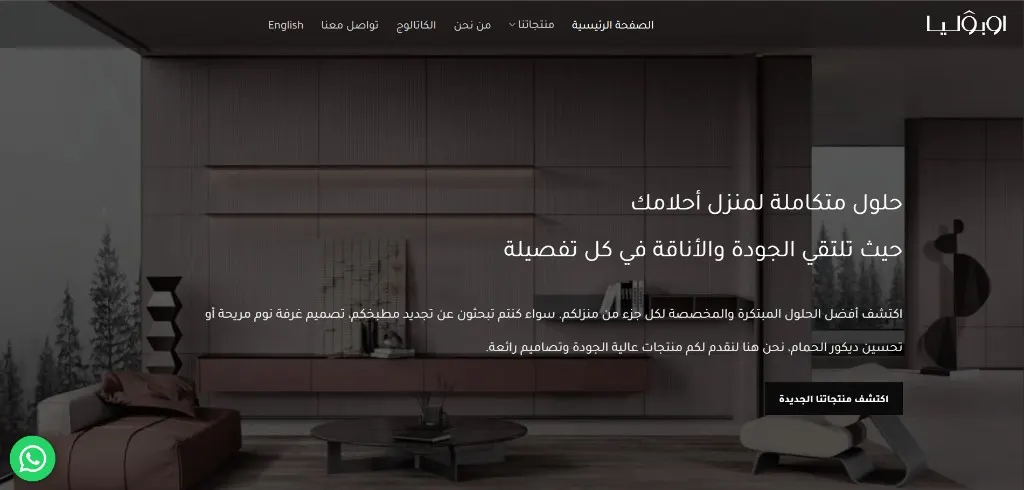 اوبوليا
الصفحة الرئيسية
منتجاتنا
من نحن
الكاتالوج
تواصل معنا
English
حلول متكاملة لمنزل أحلامك
حيث تلتقي الجودة والأناقة في كل تفصيلة
اكتشف أفضل الحلول المبتكرة والمخصصة لكل جزء من منزلكم. سواء كنتم تبحثون عن تجديد مطبخكم، تصميم غرفة نوم مريحة أو
تحسين ديكور الحمام، نحن هنا لنقدم لكم منتجات عالية الجودة وتصاميم رائعة.
اكتشف منتجاتنا الجديدة